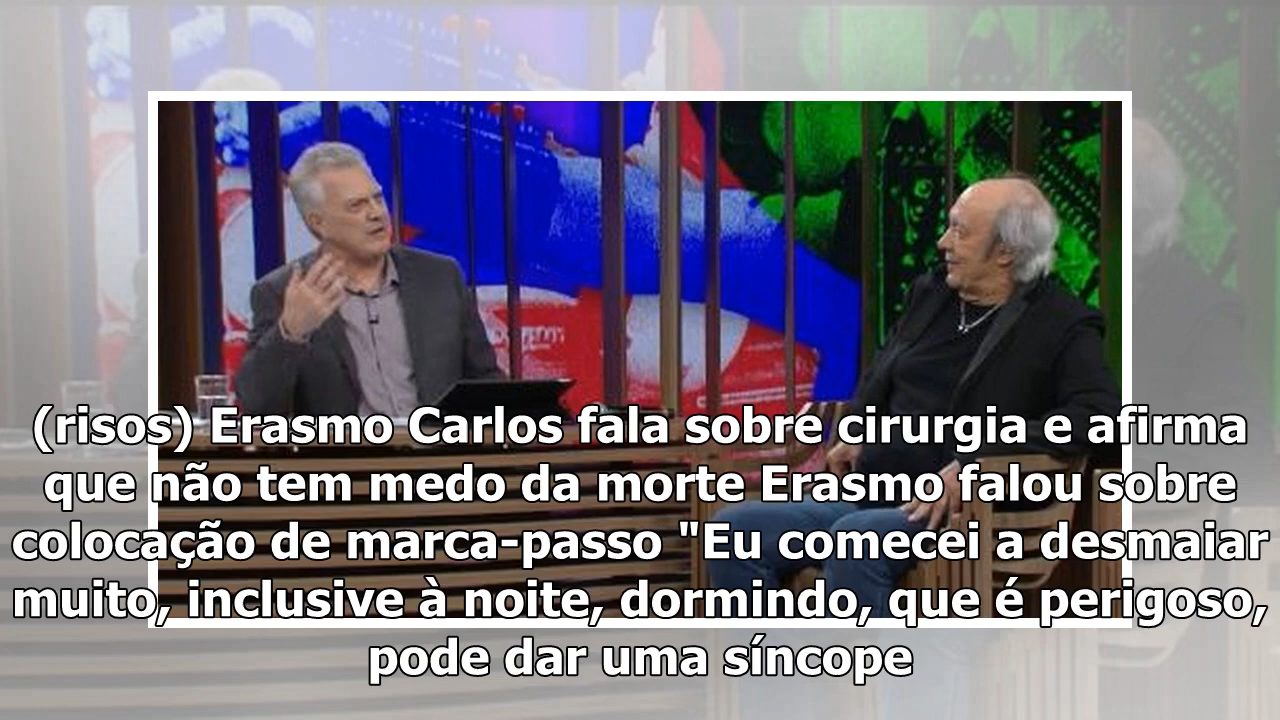 (risos) Erasmo Carlos fala sobre cirurgia e afirma
que não tem medo da morte Erasmo falou sobre
colocação de marca-passo "Eu comecei a desmaiar
muito, inclusive à noite, dormindo, que é perigoso,
pode dar uma síncope